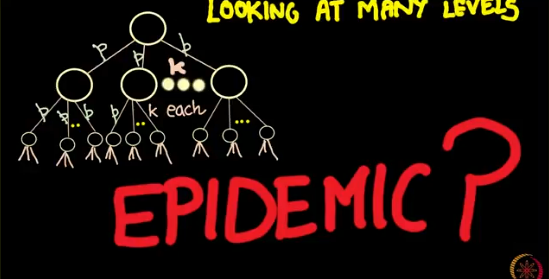 LOOKING AT MANY LEVELS
p p p
k
p p p p k each
EPIDEMIC?